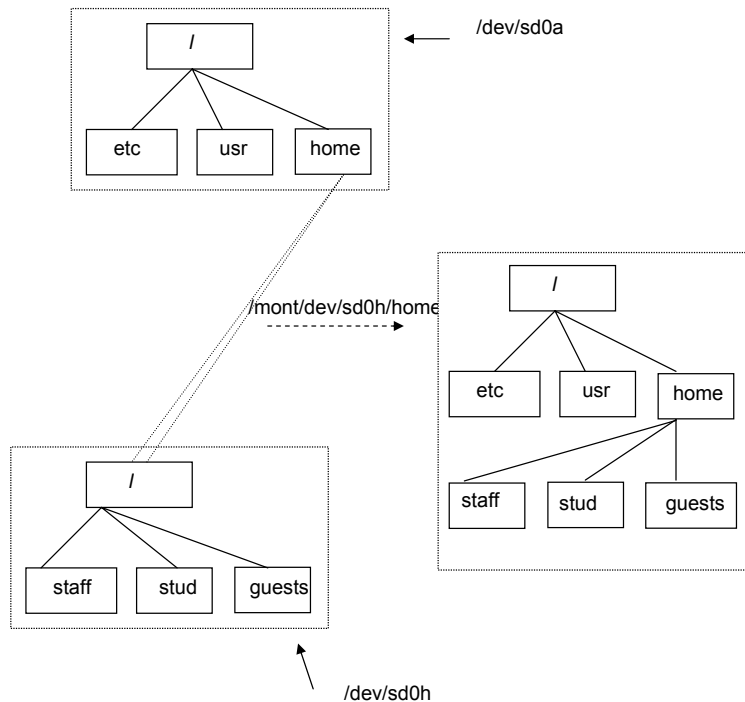 /dev/sd0a
/
etc usr home
/mont/dev/sd0h/home
/
etc usr home
staff stud guests
/
staff stud guests
/dev/sd0h